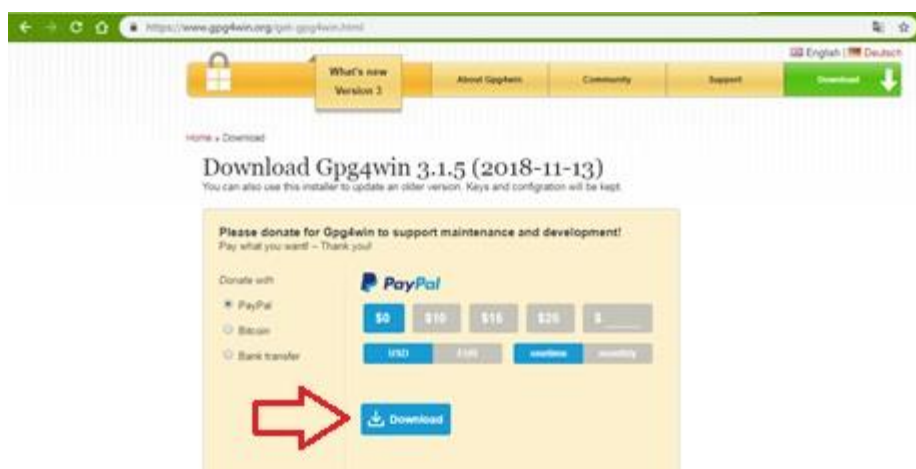 https://www.gpg4win.org/get-gpg4win.html
English | Deutsch
What's new
Version 3
About Gpg4win
Community
Support
Download
Home » Download
Download Gpg4win 3.1.5 (2018-11-13)
You can also use this installer to update an older version. Keys and configration will be kept.
Please donate for Gpg4win to support maintenance and development!
Pay what you want! – Thank you!
Donate with
PayPal
PayPal
$0 $10 $15 $25 $
Bitcoin
USD EUR onetime monthly
Bank transfer
Download